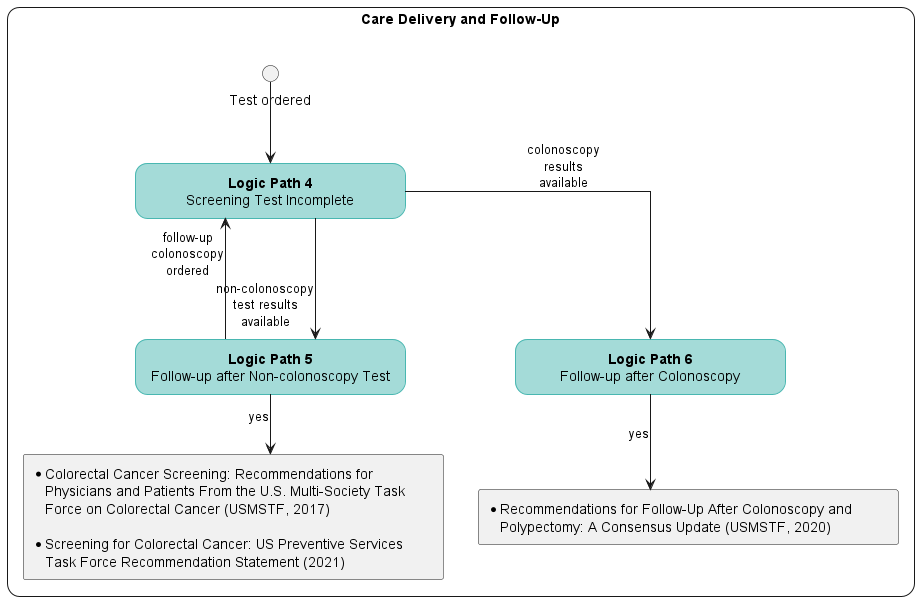 Care Delivery and Follow-Up
Test ordered
colonoscopy
results
available
Logic Path 4
Screening Test Incomplete
follow-up
colonoscopy
ordered
non-colonoscopy
test results
available
Logic Path 5
Follow-up after Non-colonoscopy Test
Logic Path 6
Follow-up after Colonoscopy
yes
yes
• Colorectal Cancer Screening: Recommendations for
Physicians and Patients From the U.S. Multi-Society Task
Force on Colorectal Cancer (USMSTF, 2017)
• Screening for Colorectal Cancer: US Preventive Services
Task Force Recommendation Statement (2021)
• Recommendations for Follow-Up After Colonoscopy and
Polypectomy: A Consensus Update (USMSTF, 2020)